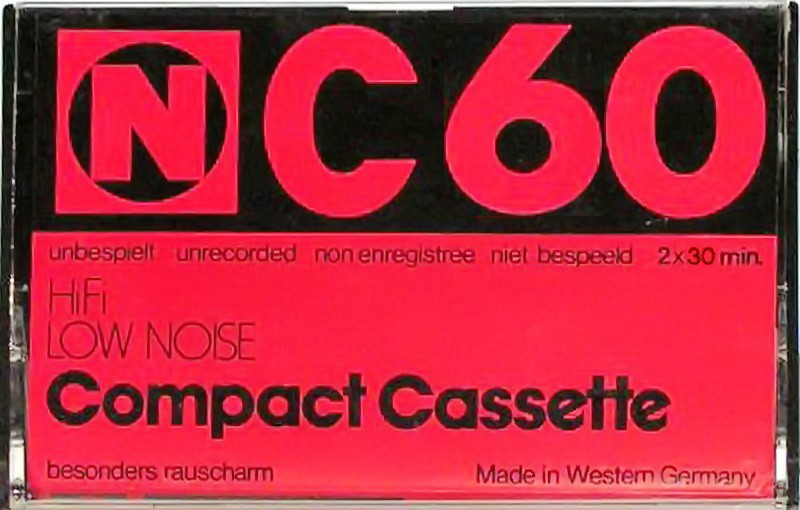 N C60
unbespielt unrecorded non enregistree niet bespeeld 2x30 min.
HiFi
LOW NOISE
Compact Cassette
besonders rauscharm Made in Western Germany